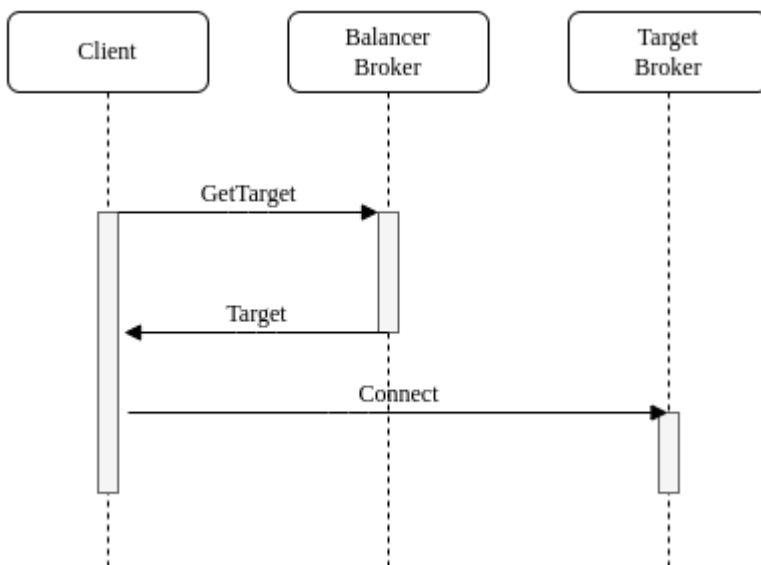 Client
Balancer
Broker
Target
Broker
GetTarget
Target
Connect